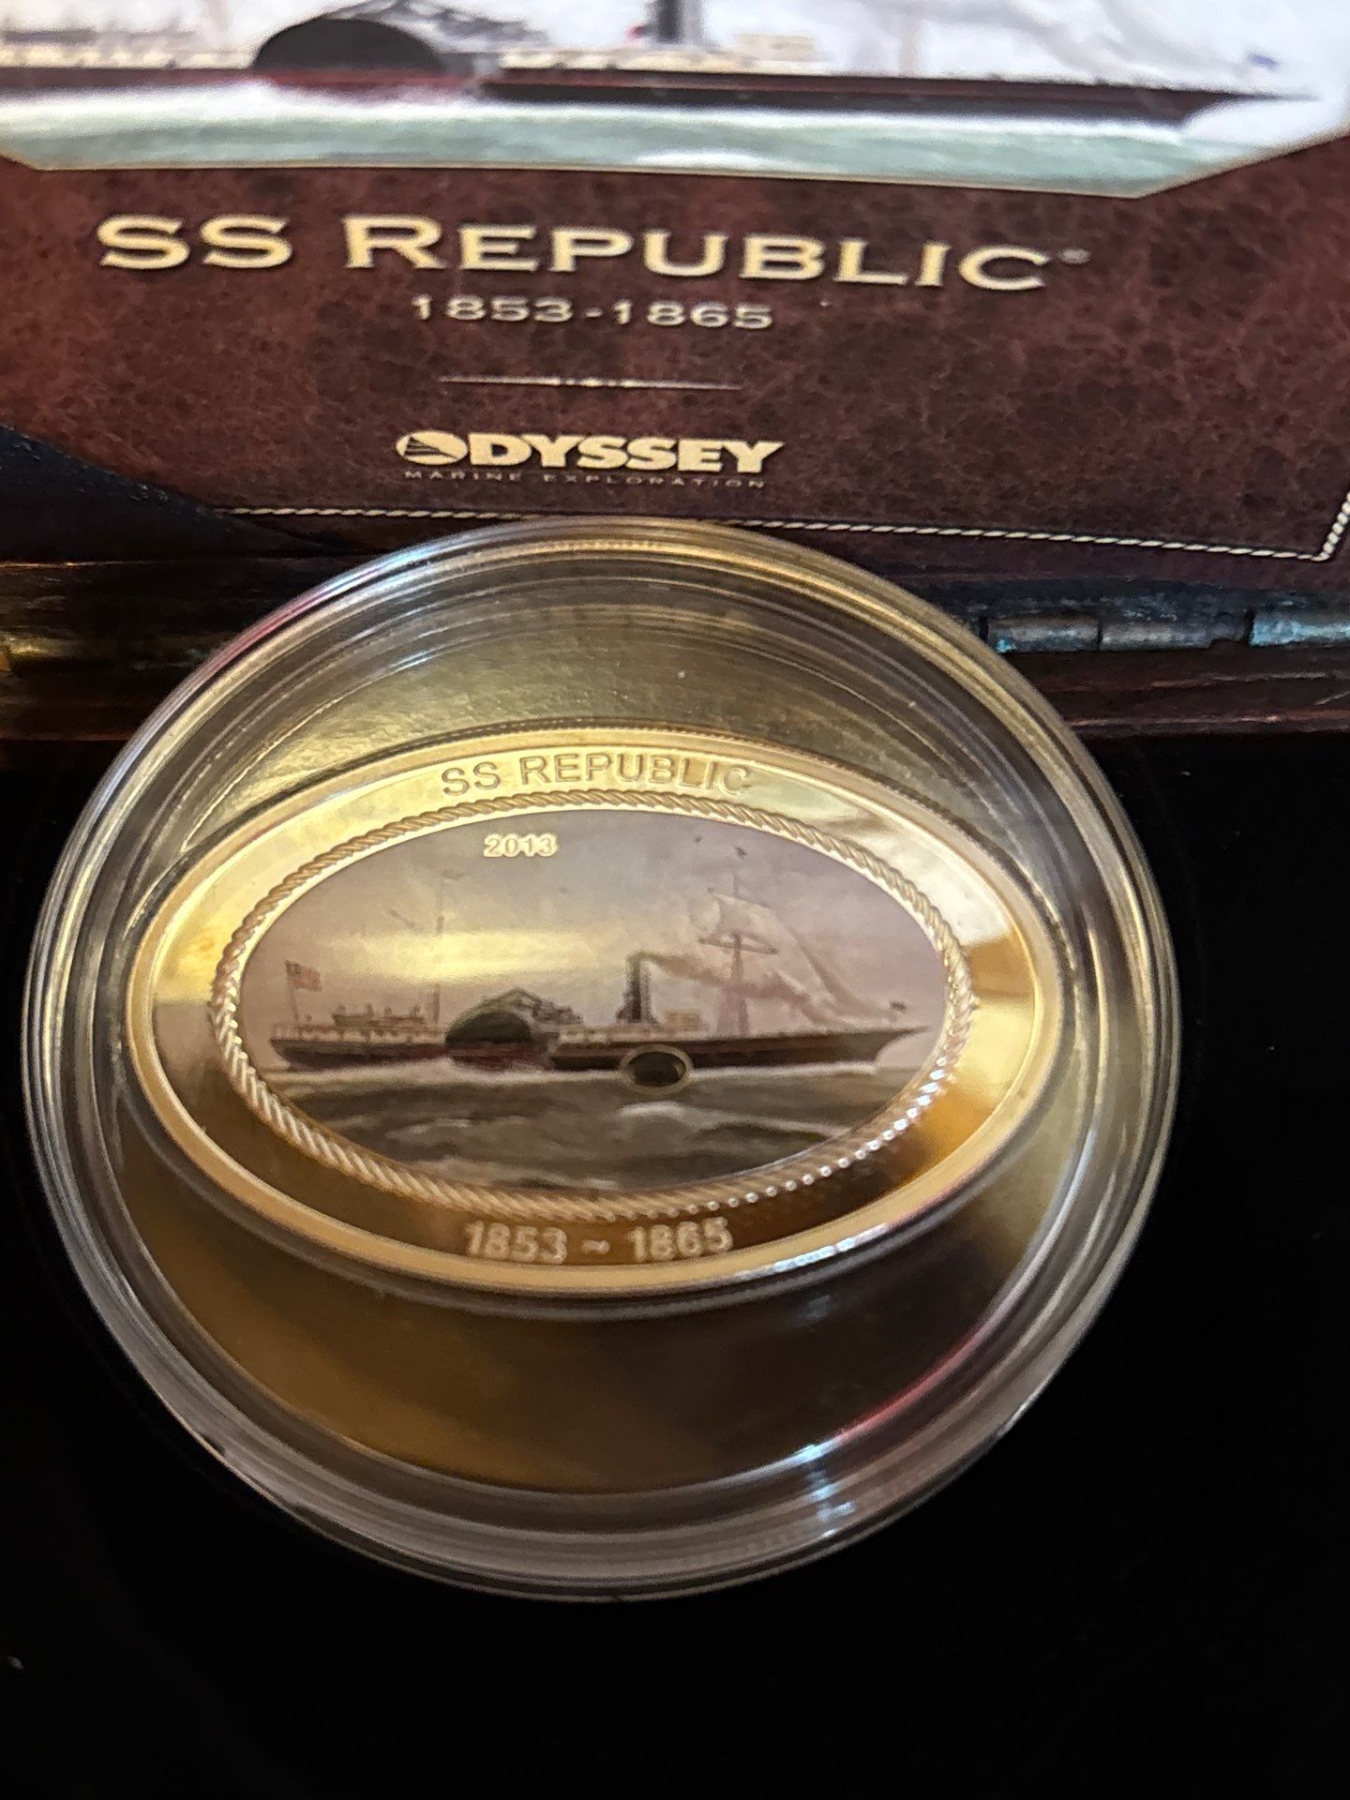 SS REPUBLIC®
1853-1865
ODYSSEY
MARINE EXPLORATION
SS REPUBLIC
2013
1853 ~ 1865